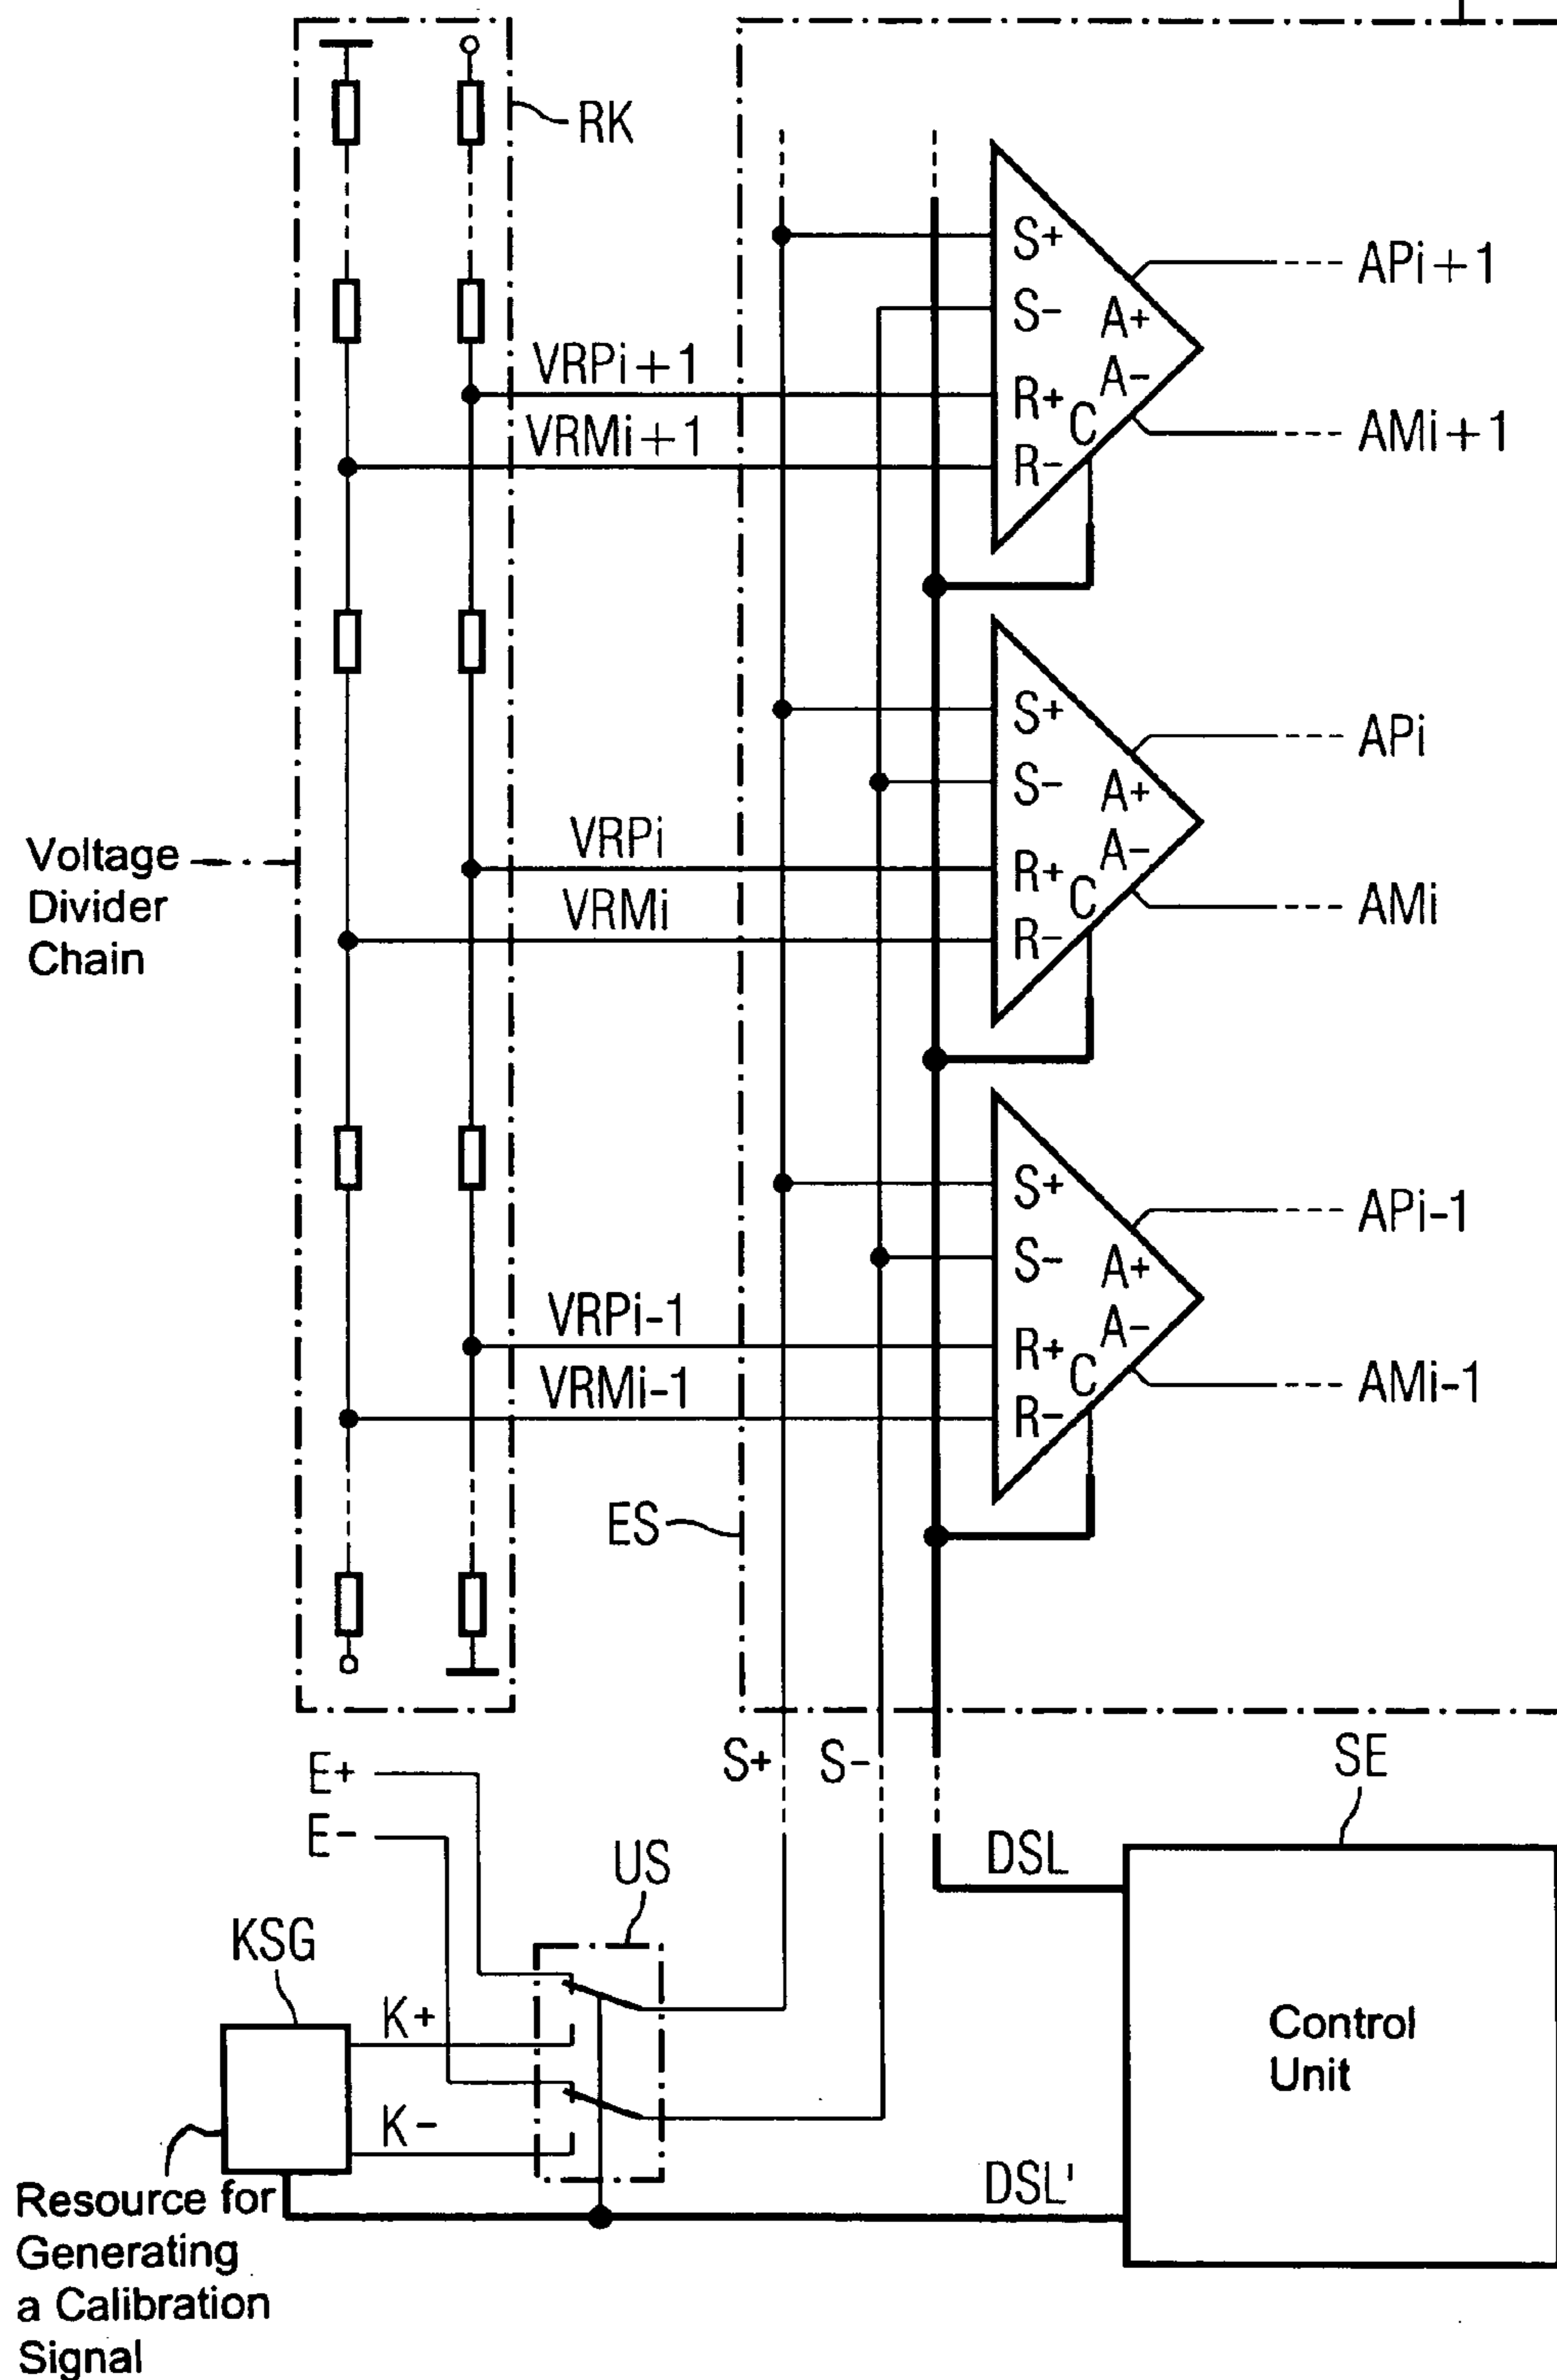 RK
S+
S-
R+
R-
A+
A-
C
APi+1
AMi+1
VRPi+1
VRMi+1
S+
S-
R+
R-
A+
A-
C
APi
AMi
VRPi
VRMi
Voltage
Divider
Chain
S+
S-
R+
R-
A+
A-
C
APi-1
AMi-1
VRPi-1
VRMi-1
ES
S+
S-
SE
E+
E-
US
DSL
KSG
K+
K-
Control
Unit
DSL'
Resource for
Generating
a Calibration
Signal